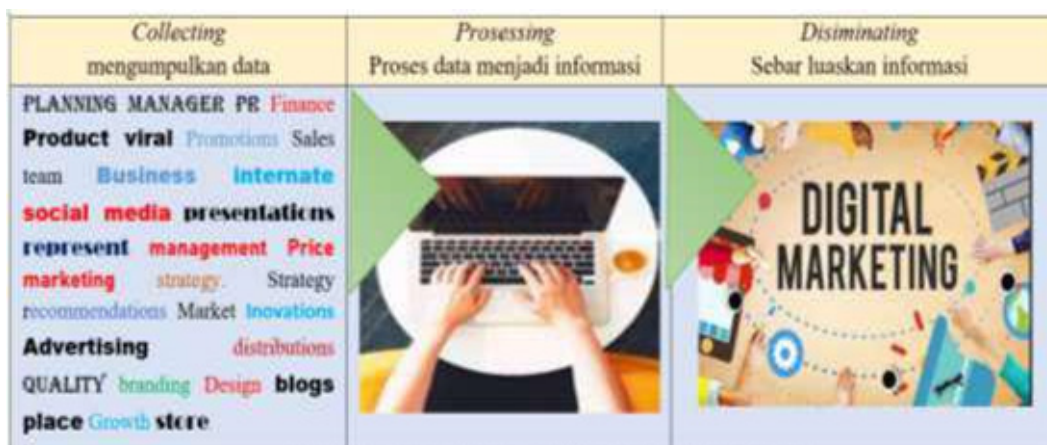 Collecting
mengumpulkan data
Prosessing
Proses data menjadi informasi
Disiminating
Sebar luaskan informasi
PLANNING MANAGER PR Finance
Product viral Promotions Sales
team Business internate
social media presentations
represent management Price
marketing strategy. Strategy
recommendations Market Inovations
Advertising distributions
QUALITY branding Design blogs
place Growth store
DIGITAL
MARKETING